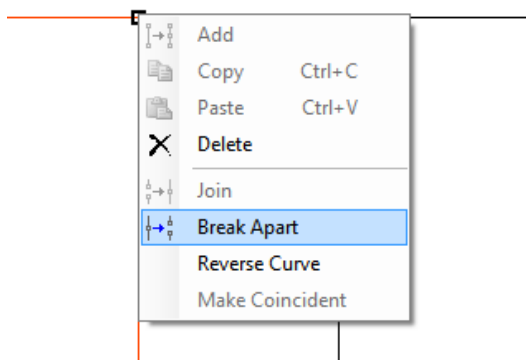 Add
Copy Ctrl+C
Paste Ctrl+V
Delete
Join
Break Apart
Reverse Curve
Make Coincident